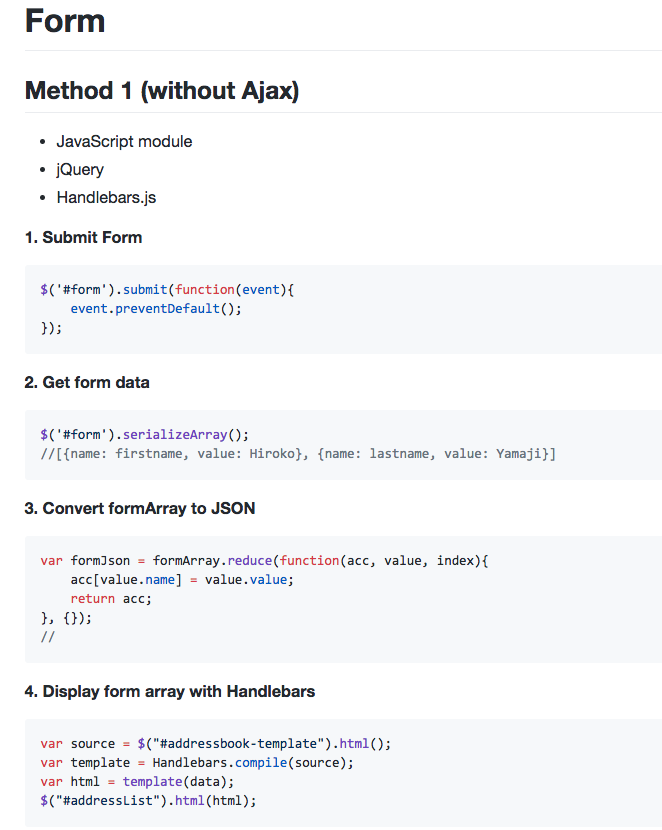 Form
Method 1 (without Ajax)
• JavaScript module
• jQuery
• Handlebars.js
1. Submit Form
$('#form').submit(function(event){
    event.preventDefault();
});
2. Get form data
$('#form').serializeArray();
//[{name: firstname, value: Hiroko}, {name: lastname, value: Yamaji}]
3. Convert formArray to JSON
var formJson = formArray.reduce(function(acc, value, index){
    acc[value.name] = value.value;
    return acc;
}, {});
//
4. Display form array with Handlebars
var source = $("#addressbook-template").html();
var template = Handlebars.compile(source);
var html = template(data);
$("#addressList").html(html);